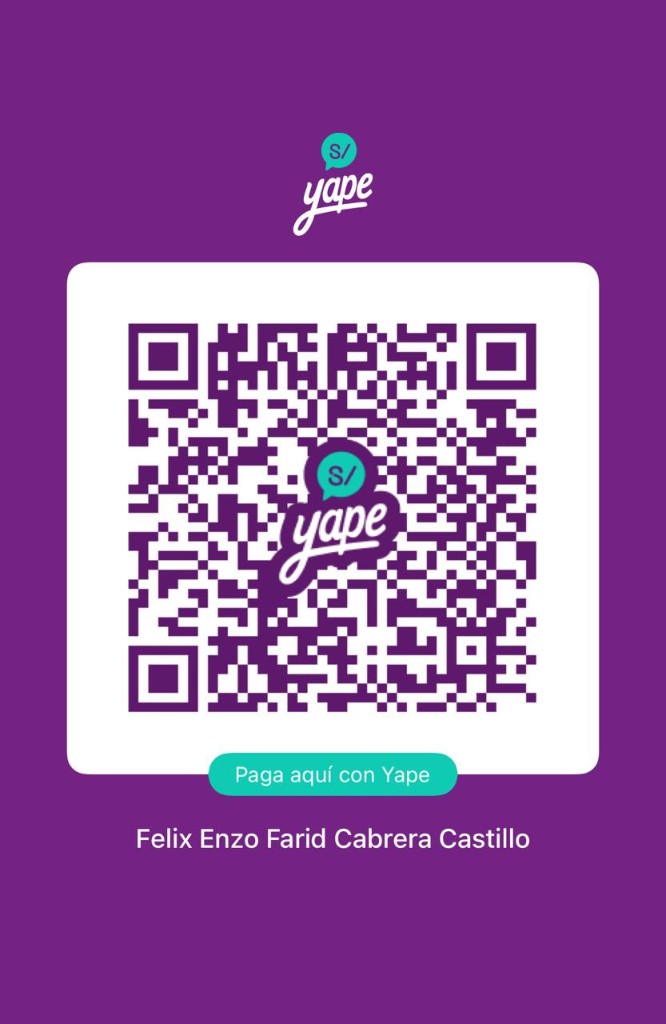 S/
yape
S/
yape
Paga aquí con Yape
Felix Enzo Farid Cabrera Castillo